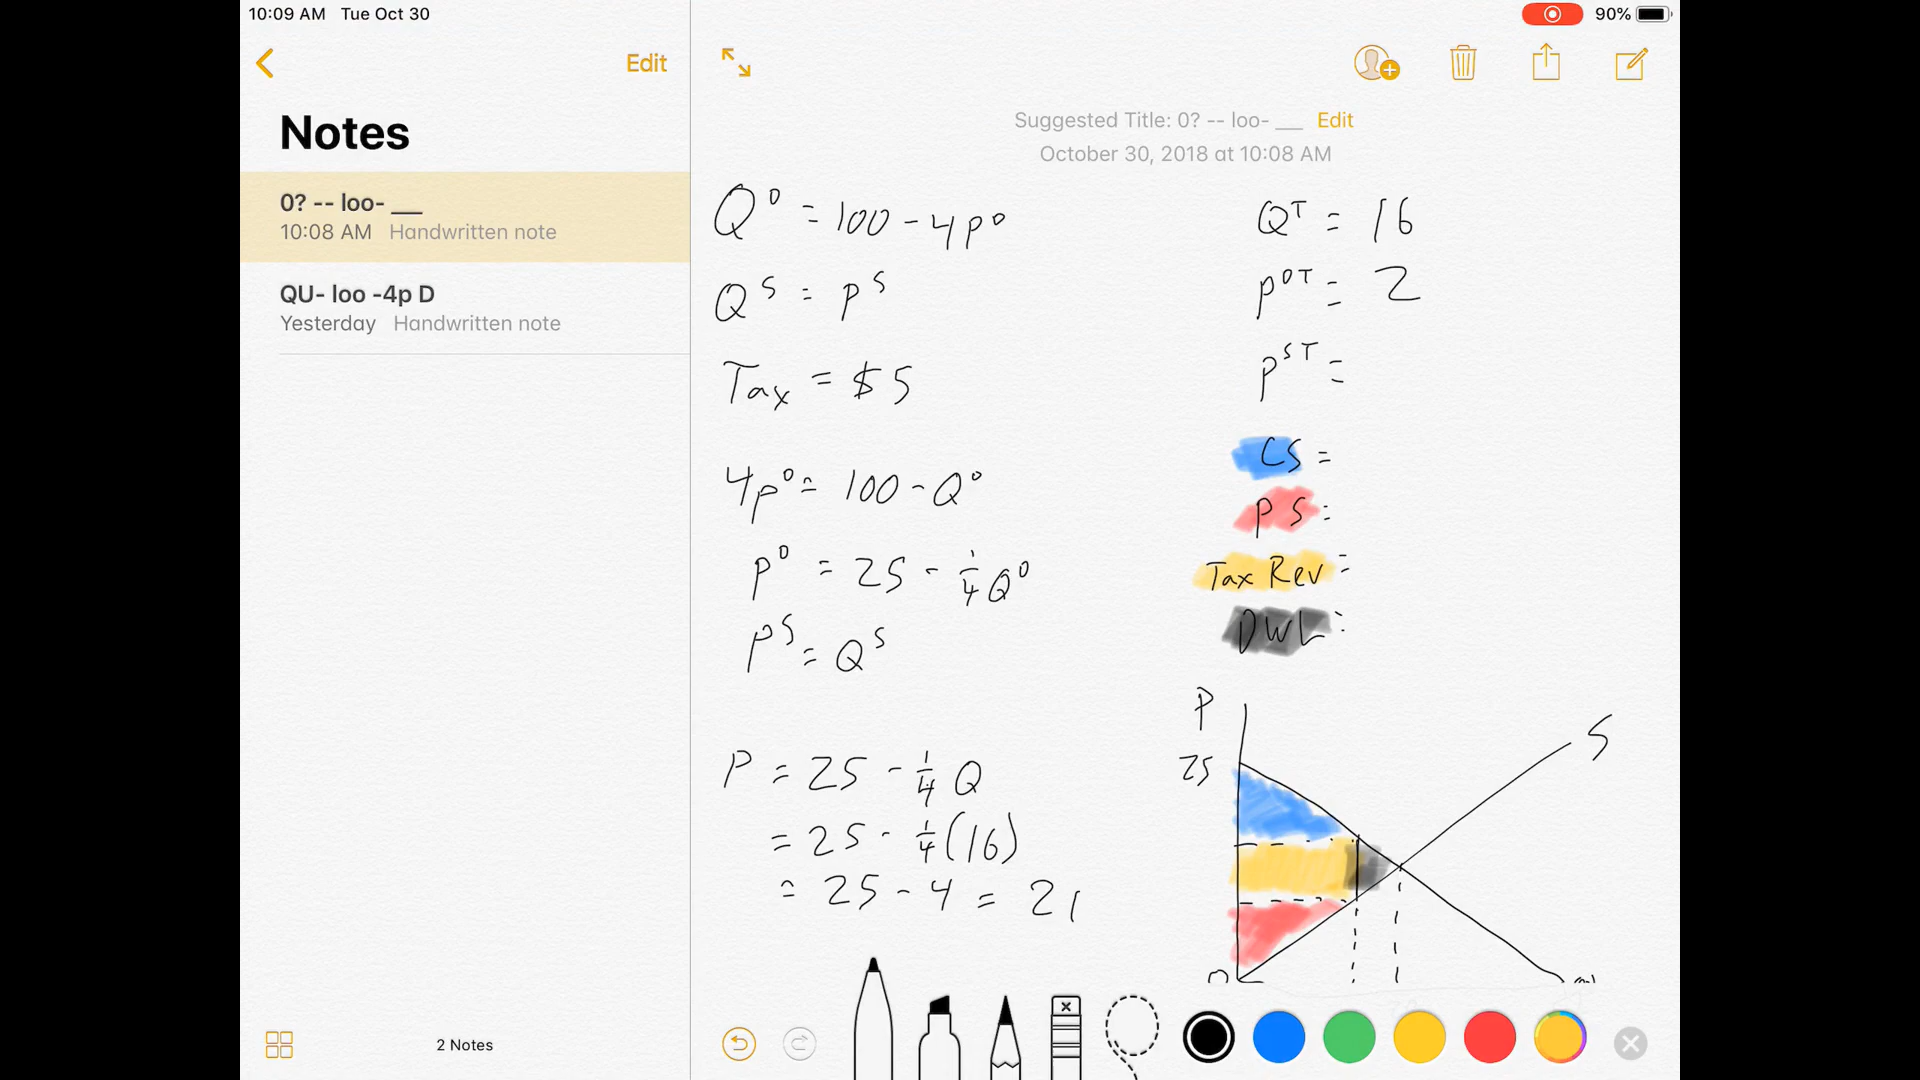 10:09 AM Tue Oct 30
90%
Edit
Notes
0? -- loo- __
10:08 AM Handwritten note
QU- loo -4p D
Yesterday Handwritten note
2 Notes
Suggested Title: 0? -- loo- __ Edit
October 30, 2018 at 10:08 AM
Q^D = 100 - 4P^D
Q^S = P^S
Tax = $5
4P^D = 100 - Q^D
P^D = 25 - 1/4 Q^D
P^S = Q^S
P = 25 - 1/4 Q
= 25 - 1/4 (16)
= 25 - 4 = 21
Q^T = 16
P^DT = 2
P^ST =
CS =
PS =
Tax Rev =
DWL =
P
25
S
0